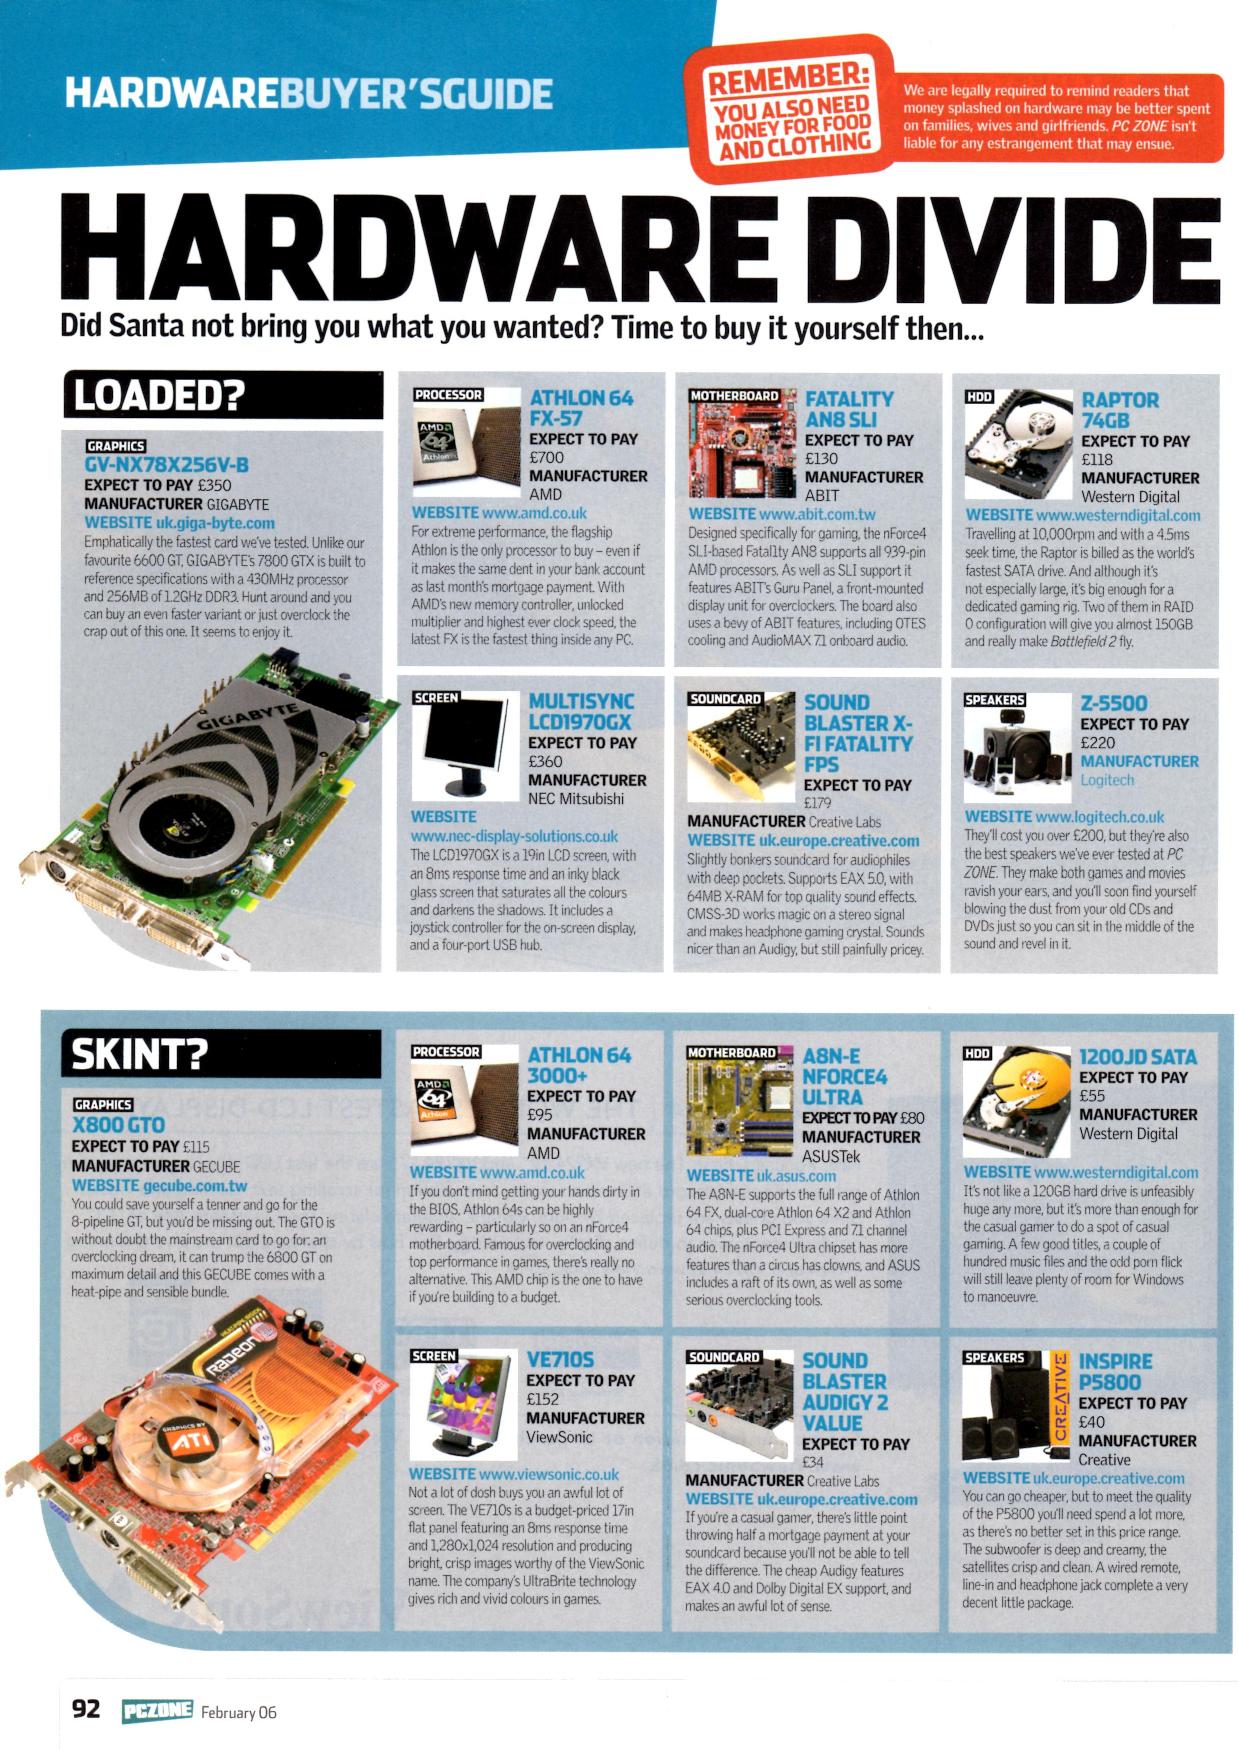 HARDWAREBUYER'SGUIDE
REMEMBER:
YOU ALSO NEED
MONEY FOR FOOD
AND CLOTHING
We are legally required to remind readers that
money splashed on hardware may be better spent
on families, wives and girlfriends. PC ZONE isn't
liable for any estrangement that may ensue.
HARDWARE DIVIDE
Did Santa not bring you what you wanted? Time to buy it yourself then...
LOADED?
GRAPHICS
GV-NX78X256V-B
EXPECT TO PAY £350
MANUFACTURER GIGABYTE
WEBSITE uk.giga-byte.com
Emphatically the fastest card we've tested. Unlike our
favourite 6600 GT, GIGABYTE's 7800 GTX is built to
reference specifications with a 430MHz processor
and 256MB of 1.2GHz DDR3. Hunt around and you
can buy an even faster variant or just overclock the
crap out of this one. It seems to enjoy it.
GIGABYTE
PROCESSOR
AMD
64
Athlon
ATHLON 64
FX-57
EXPECT TO PAY
£700
MANUFACTURER
AMD
WEBSITE www.amd.co.uk
For extreme performance, the flagship
Athlon is the only processor to buy – even if
it makes the same dent in your bank account
as last month's mortgage payment. With
AMD's new memory controller, unlocked
multiplier and highest ever clock speed, the
latest FX is the fastest thing inside any PC.
MOTHERBOARD
FATAL1TY
AN8 SLI
EXPECT TO PAY
£130
MANUFACTURER
ABIT
WEBSITE www.abit.com.tw
Designed specifically for gaming, the nForce4
SLI-based Fatal1ty AN8 supports all 939-pin
AMD processors. As well as SLI support it
features ABIT's Guru Panel, a front-mounted
display unit for overclockers. The board also
uses a bevy of ABIT features, including OTES
cooling and AudioMAX 7.1 onboard audio.
HDD
RAPTOR
74GB
EXPECT TO PAY
£118
MANUFACTURER
Western Digital
WEBSITE www.westerndigital.com
Travelling at 10,000rpm and with a 4.5ms
seek time, the Raptor is billed as the world's
fastest SATA drive. And although it's
not especially large, it's big enough for a
dedicated gaming rig. Two of them in RAID
0 configuration will give you almost 150GB
and really make Battlefield 2 fly.
SCREEN
MULTISYNC
LCD1970GX
EXPECT TO PAY
£360
MANUFACTURER
NEC Mitsubishi
WEBSITE
www.nec-display-solutions.co.uk
The LCD1970GX is a 19in LCD screen, with
an 8ms response time and an inky black
glass screen that saturates all the colours
and darkens the shadows. It includes a
joystick controller for the on-screen display,
and a four-port USB hub.
SOUNDCARD
SOUND
BLASTER X-
FI FATAL1TY
FPS
EXPECT TO PAY
£179
MANUFACTURER Creative Labs
WEBSITE uk.europe.creative.com
Slightly bonkers soundcard for audiophiles
with deep pockets. Supports EAX 5.0, with
64MB X-RAM for top quality sound effects.
CMSS-3D works magic on a stereo signal
and makes headphone gaming crystal. Sounds
nicer than an Audigy, but still painfully pricey.
SPEAKERS
Z-5500
EXPECT TO PAY
£220
MANUFACTURER
Logitech
WEBSITE www.logitech.co.uk
They'll cost you over £200, but they're also
the best speakers we've ever tested at PC
ZONE. They make both games and movies
ravish your ears, and you'll soon find yourself
blowing the dust from your old CDs and
DVDs just so you can sit in the middle of the
sound and revel in it.
SKINT?
GRAPHICS
X800 GTO
EXPECT TO PAY £115
MANUFACTURER GECUBE
WEBSITE gecube.com.tw
You could save yourself a tenner and go for the
8-pipeline GT, but you'd be missing out. The GTO is
without doubt the mainstream card to go for: an
overclocking dream, it can trump the 6800 GT on
maximum detail and this GECUBE comes with a
heat-pipe and sensible bundle.
RADEON
GRAPHICS BY
ATI
PROCESSOR
AMD
64
Athlon
ATHLON 64
3000+
EXPECT TO PAY
£95
MANUFACTURER
AMD
WEBSITE www.amd.co.uk
If you don't mind getting your hands dirty in
the BIOS, Athlon 64s can be highly
rewarding – particularly so on an nForce4
motherboard. Famous for overclocking and
top performance in games, there's really no
alternative. This AMD chip is the one to have
if you're building to a budget.
MOTHERBOARD
A8N-E
NFORCE4
ULTRA
EXPECT TO PAY £80
MANUFACTURER
ASUSTek
WEBSITE uk.asus.com
The A8N-E supports the full range of Athlon
64 FX, dual-core Athlon 64 X2 and Athlon
64 chips, plus PCI Express and 7.1 channel
audio. The nForce4 Ultra chipset has more
features than a circus has clowns, and ASUS
includes a raft of its own, as well as some
serious overclocking tools.
HDD
1200JD SATA
EXPECT TO PAY
£55
MANUFACTURER
Western Digital
WEBSITE www.westerndigital.com
It's not like a 120GB hard drive is unfeasibly
huge any more, but it's more than enough for
the casual gamer to do a spot of casual
gaming. A few good titles, a couple of
hundred music files and the odd porn flick
will still leave plenty of room for Windows
to manoeuvre.
SCREEN
VE710S
EXPECT TO PAY
£152
MANUFACTURER
ViewSonic
WEBSITE www.viewsonic.co.uk
Not a lot of dosh buys you an awful lot of
screen. The VE710s is a budget-priced 17in
flat panel featuring an 8ms response time
and 1,280x1,024 resolution and producing
bright, crisp images worthy of the ViewSonic
name. The company's UltraBrite technology
gives rich and vivid colours in games.
SOUNDCARD
SOUND
BLASTER
AUDIGY 2
VALUE
EXPECT TO PAY
£34
MANUFACTURER Creative Labs
WEBSITE uk.europe.creative.com
If you're a casual gamer, there's little point
throwing half a mortgage payment at your
soundcard because you'll not be able to tell
the difference. The cheap Audigy features
EAX 4.0 and Dolby Digital EX support, and
makes an awful lot of sense.
SPEAKERS
CREATIVE
INSPIRE
P5800
EXPECT TO PAY
£40
MANUFACTURER
Creative
WEBSITE uk.europe.creative.com
You can go cheaper, but to meet the quality
of the P5800 you'll need spend a lot more,
as there's no better set in this price range.
The subwoofer is deep and creamy, the
satellites crisp and clean. A wired remote,
line-in and headphone jack complete a very
decent little package.
92 PCZONE February 06